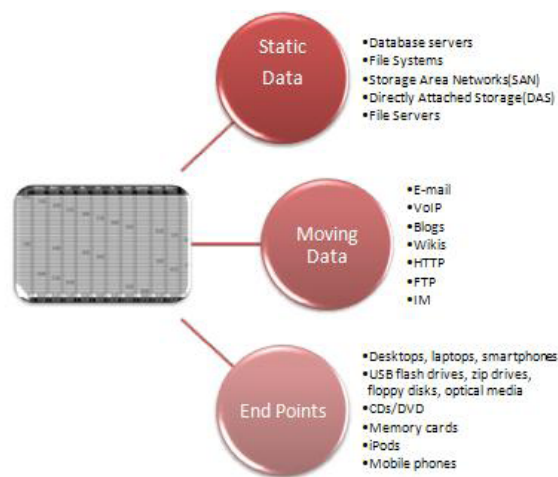 Static
Data
•Database servers
•File Systems
•Storage Area Networks(SAN)
•Directly Attached Storage(DAS)
•File Servers
Moving
Data
•E-mail
•VoIP
•Blogs
•Wikis
•HTTP
•FTP
•IM
End Points
•Desktops, laptops, smartphones
•USB flash drives, zip drives,
floppy disks, optical media
•CDs/DVD
•Memory cards
•iPods
•Mobile phones